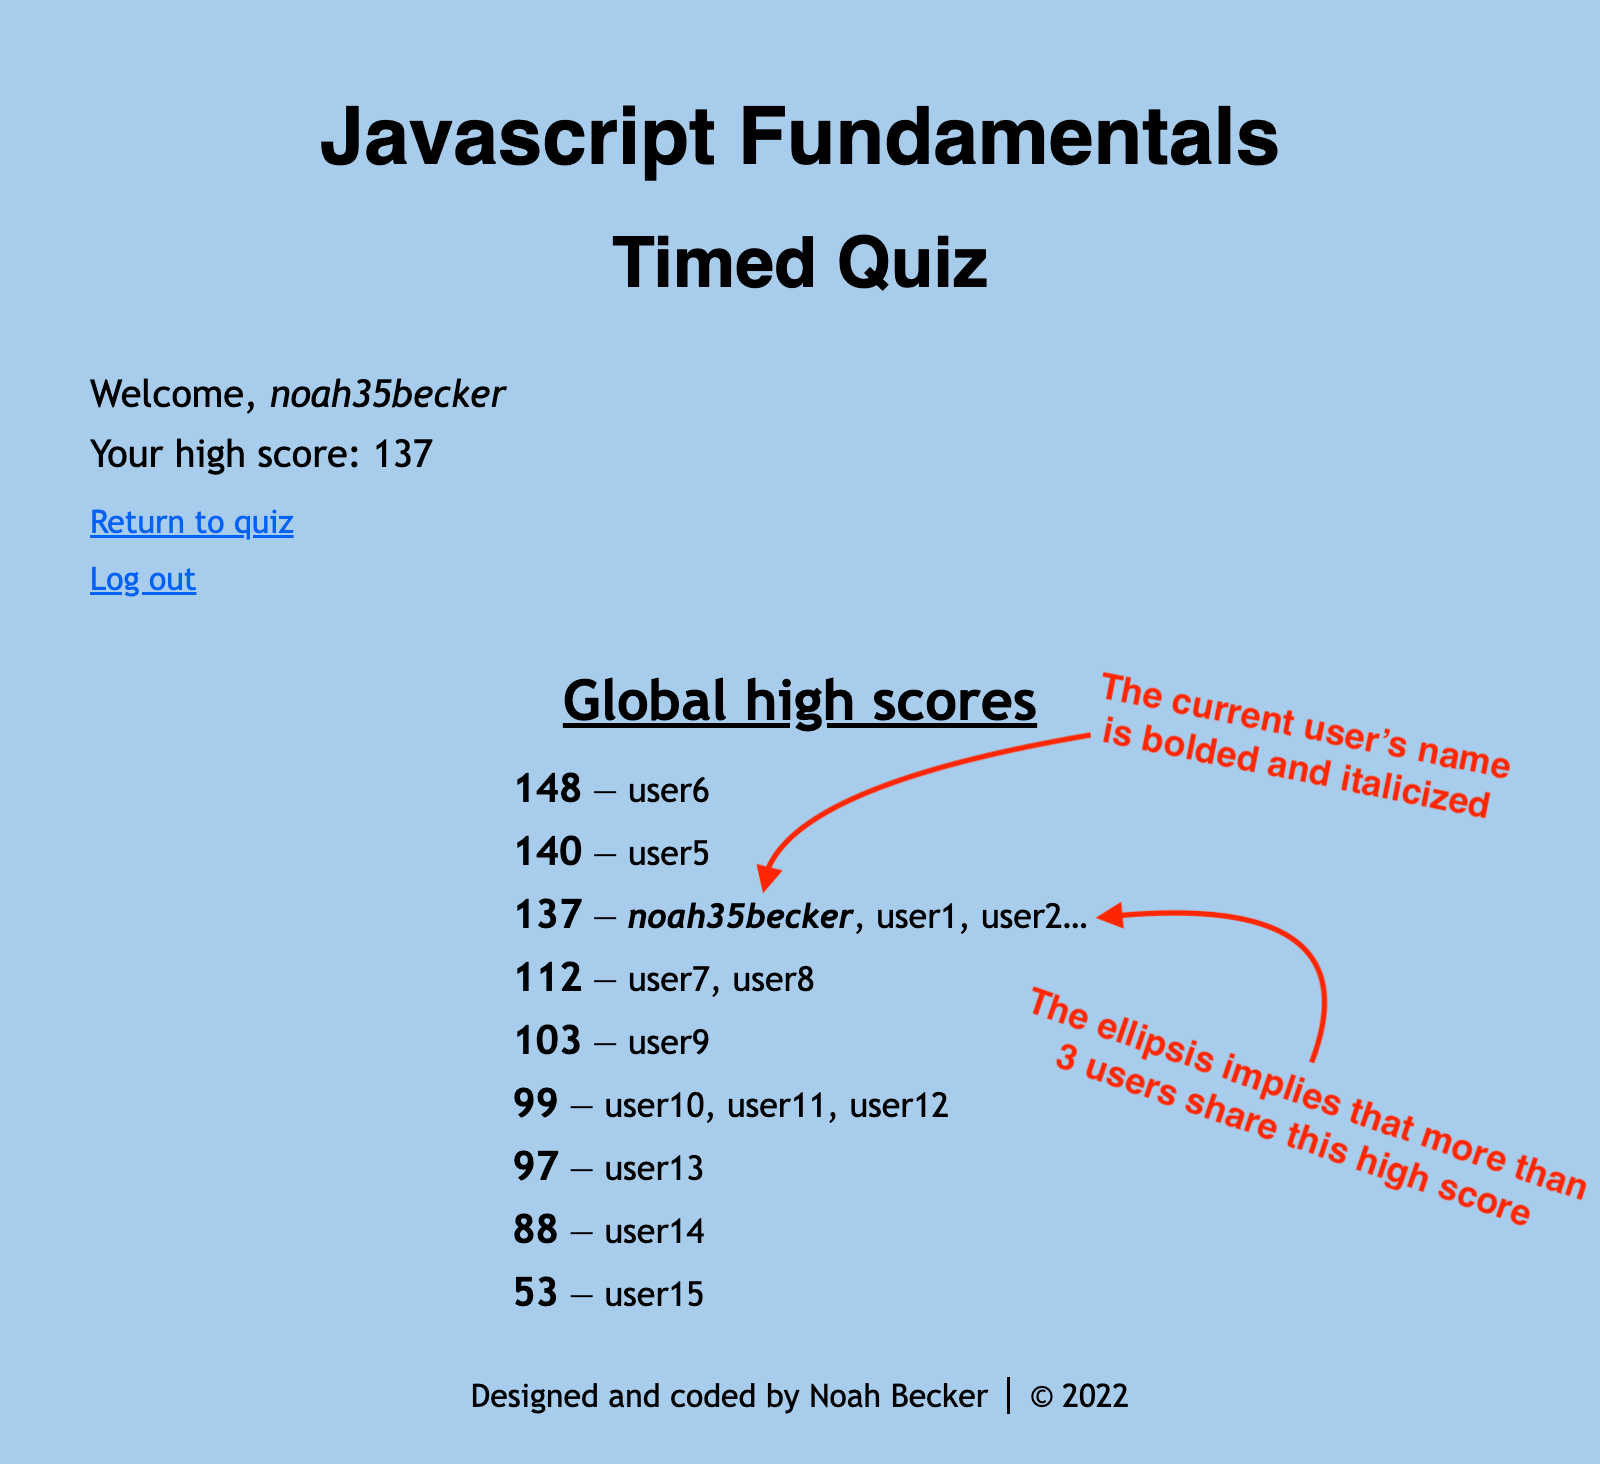 Javascript Fundamentals
Timed Quiz
Welcome, noah35becker
Your high score: 137
Return to quiz
Log out
Global high scores
The current user’s name
is bolded and italicized
148 — user6
140 — user5
137 — noah35becker, user1, user2...
112 — user7, user8
103 — user9
The ellipsis implies that more than
3 users share this high score
99 — user10, user11, user12
97 — user13
88 — user14
53 — user15
Designed and coded by Noah Becker | © 2022